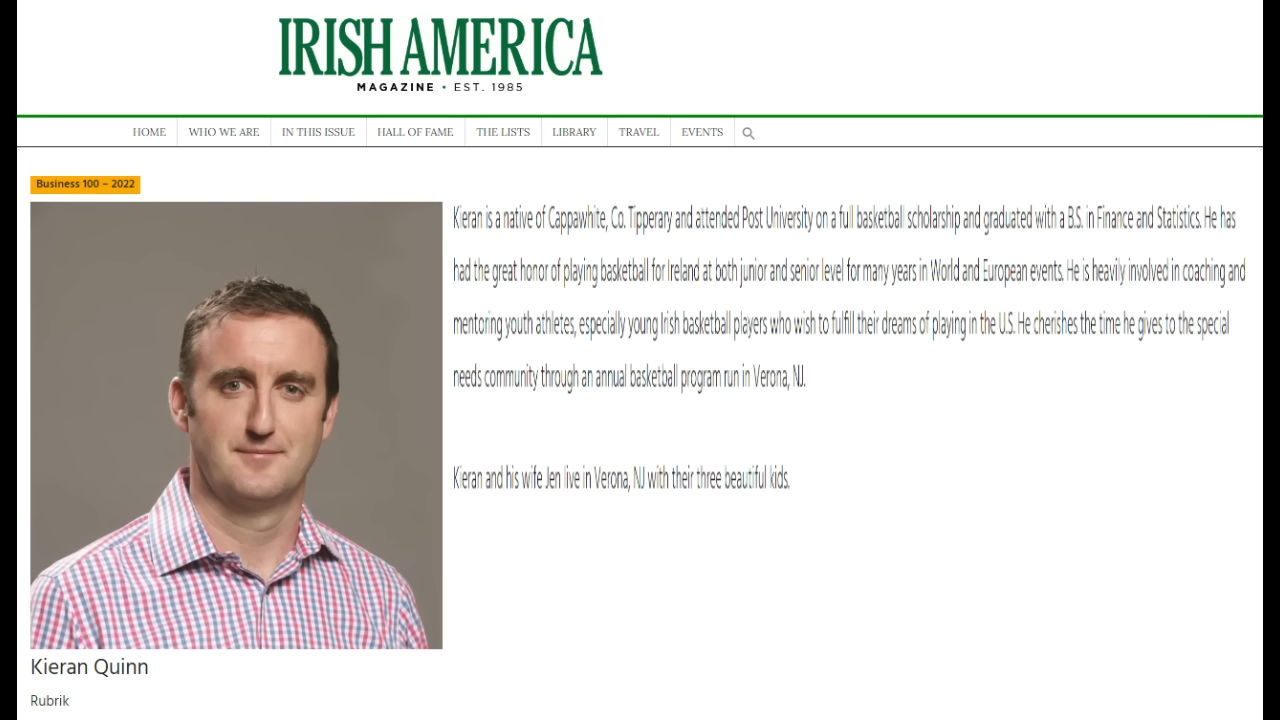 IRISH AMERICA
MAGAZINE • EST. 1985
HOME WHO WE ARE IN THIS ISSUE HALL OF FAME THE LISTS LIBRARY TRAVEL EVENTS
Business 100 – 2022
Kieran is a native of Cappawhite, Co. Tipperary and attended Post University on a full basketball scholarship and graduated with a B.S. in Finance and Statistics. He has
had the great honor of playing basketball for Ireland at both junior and senior level for many years in World and European events. He is heavily involved in coaching and
mentoring youth athletes, especially young Irish basketball players who wish to fulfill their dreams of playing in the U.S. He cherishes the time he gives to the special
needs community through an annual basketball program run in Verona, NJ.
Kieran and his wife Jen live in Verona, NJ with their three beautiful kids.
Kieran Quinn
Rubrik